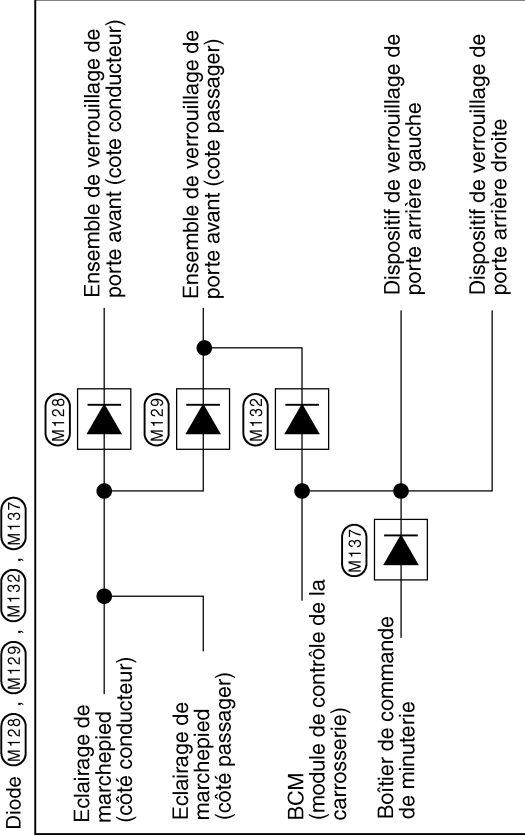 Diode M128 , M129 , M132 , M137
Eclairage de
marchepied
(côté conducteur)
M128
Ensemble de verrouillage de
porte avant (cote conducteur)
Eclairage de
marchepied
(côté passager)
M129
Ensemble de verrouillage de
porte avant (cote passager)
BCM
(module de contrôle de la
carrosserie)
M132
Boîtier de commande
de minuterie
M137
Dispositif de verrouillage de
porte arrière gauche
Dispositif de verrouillage de
porte arrière droite